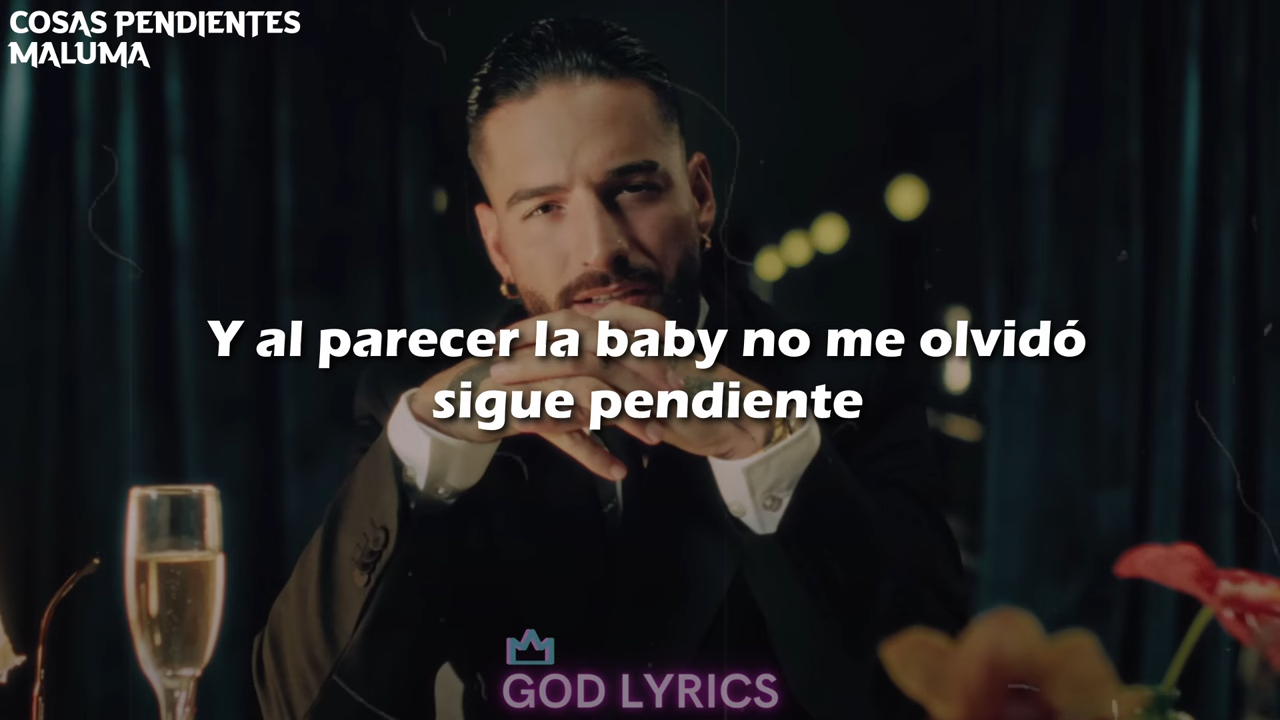 COSAS PENDIENTES
MALUMA
Y al parecer la baby no me olvidó
sigue pendiente
GOD LYRICS